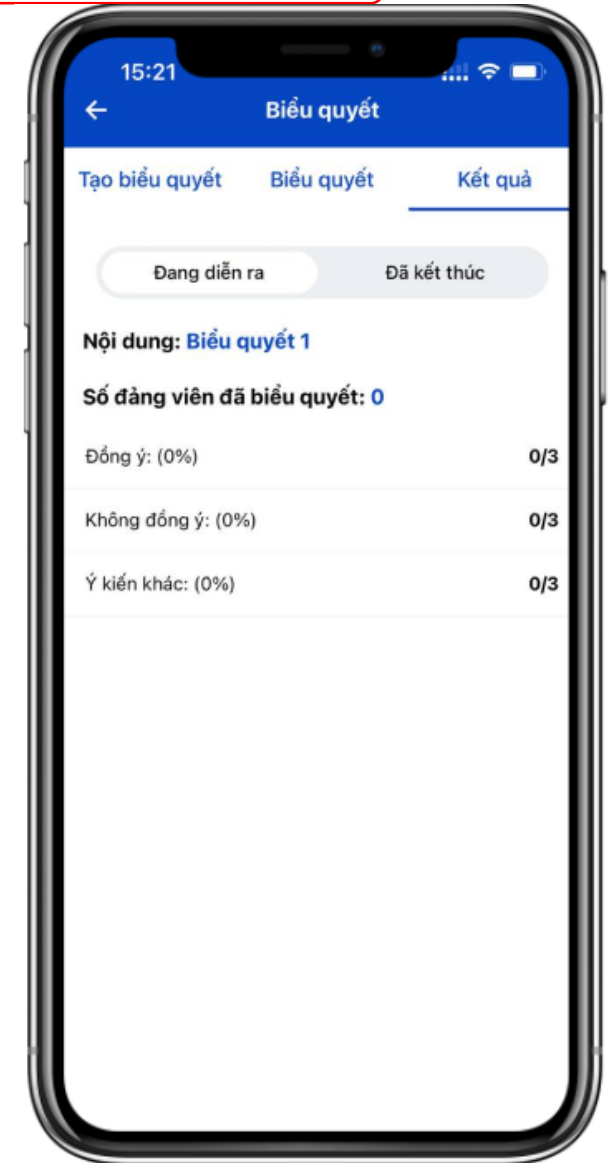 15:21
Biểu quyết
Tạo biểu quyết Biểu quyết Kết quả
Đang diễn ra Đã kết thúc
Nội dung: Biểu quyết 1
Số đảng viên đã biểu quyết: 0
Đồng ý: (0%) 0/3
Không đồng ý: (0%) 0/3
Ý kiến khác: (0%) 0/3